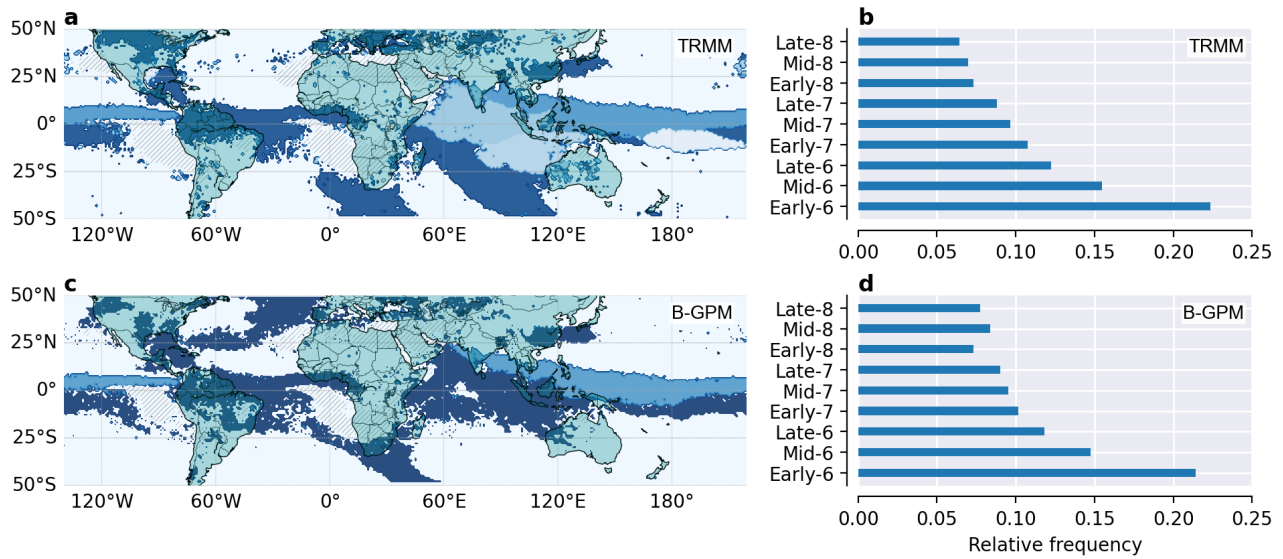 a
50°N
25°N
0°
25°S
50°S
TRMM
120°W 60°W 0° 60°E 120°E 180°
b
TRMM
Late-8
Mid-8
Early-8
Late-7
Mid-7
Early-7
Late-6
Mid-6
Early-6
0.00 0.05 0.10 0.15 0.20 0.25
c
50°N
25°N
0°
25°S
50°S
B-GPM
120°W 60°W 0° 60°E 120°E 180°
d
B-GPM
Late-8
Mid-8
Early-8
Late-7
Mid-7
Early-7
Late-6
Mid-6
Early-6
0.00 0.05 0.10 0.15 0.20 0.25
Relative frequency